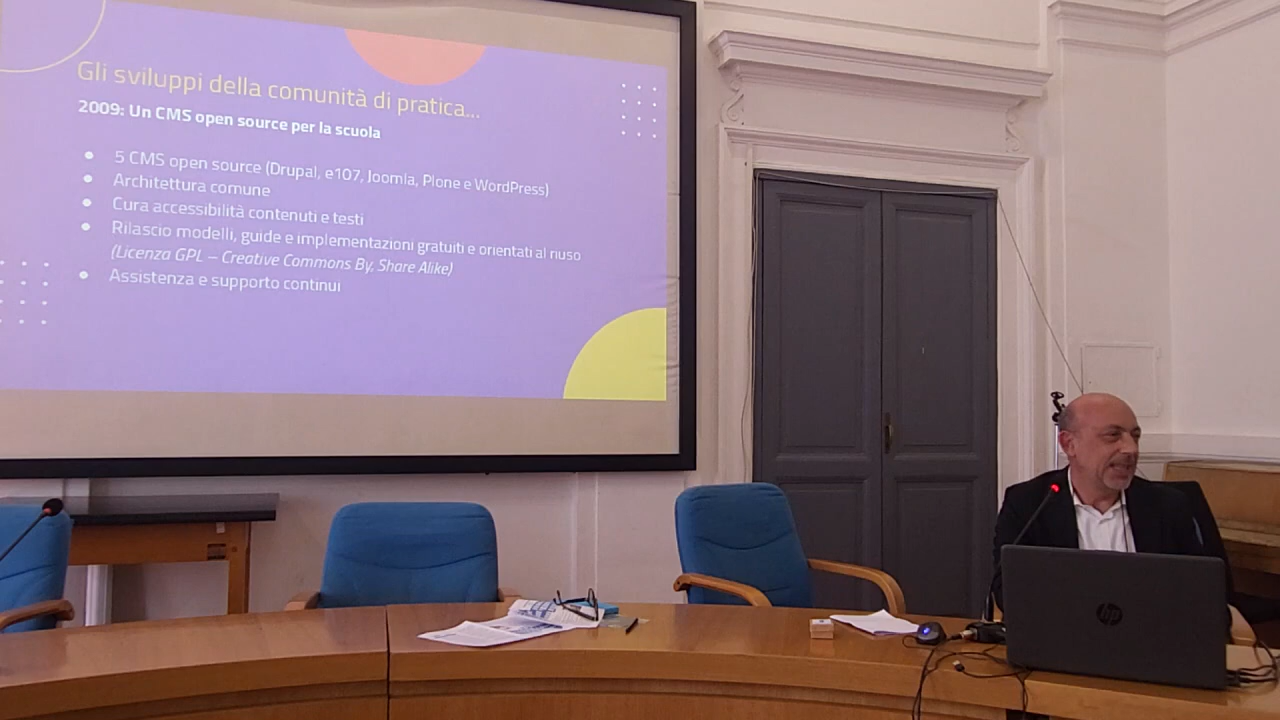 Gli sviluppi della comunità di pratica...
2009: Un CMS open source per la scuola
5 CMS open source (Drupal, e107, Joomla, Plone e WordPress)
Architettura comune
Cura accessibilità contenuti e testi
Rilascio modelli, guide e implementazioni gratuiti e orientati al riuso
(Licenza GPL – Creative Commons By, Share Alike)
Assistenza e supporto continui
hp